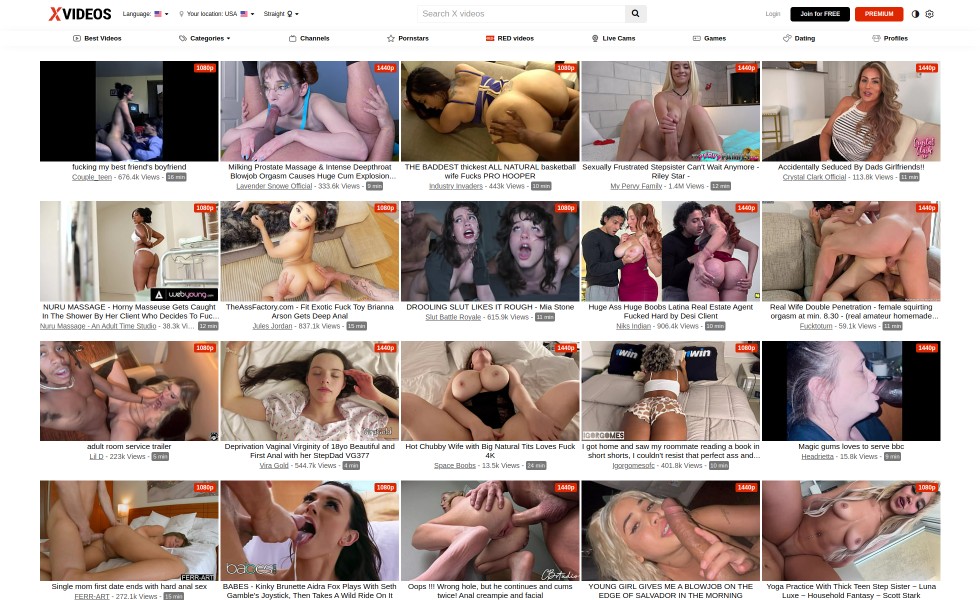 XVIDEOS Language: Your location: USA Straight Search X videos Login Join for FREE PREMIUM
Best Videos Categories Channels Pornstars RED videos Live Cams Games Dating Profiles
1080p 1440p 1080p 1440p 1440p
fucking my best friend's boyfriend
Couple_teen - 676.4k Views - 16 min
Milking Prostate Massage & Intense Deepthroat
Blowjob Orgasm Causes Huge Cum Explosion...
Lavender Snowe Official - 333.6k Views - 9 min
THE BADDEST thickest ALL NATURAL basketball
wife Fucks PRO HOOPER
Industry Invaders - 443k Views - 10 min
Sexually Frustrated Stepsister Can't Wait Anymore -
Riley Star -
My Pervy Family - 1.4M Views - 12 min
Accidentally Seduced By Dads Girlfriends!!
Crystal Clark Official - 113.8k Views - 11 min
1080p 1080p 1080p 1440p 1440p
webyoung
NURU MASSAGE - Horny Masseuse Gets Caught
In The Shower By Her Client Who Decides To Fuc...
Nuru Massage - An Adult Time Studio - 38.3k Vi... 12 min
TheAssFactory.com - Fit Exotic Fuck Toy Brianna
Arson Gets Deep Anal
Jules Jordan - 837.1k Views - 15 min
DROOLING SLUT LIKES IT ROUGH - Mia Stone
Slut Battle Royale - 615.9k Views - 11 min
Huge Ass Huge Boobs Latina Real Estate Agent
Fucked Hard by Desi Client
Niks Indian - 906.4k Views - 10 min
Real Wife Double Penetration - female squirting
orgasm at min. 8.30 - (real amateur homemade...
Fucktotum - 59.1k Views - 11 min
1080p 1440p 1440p 1080p 1440p
1win 1win
IGORGOMES
adult room service trailer
Lil D - 223k Views - 5 min
Deprivation Vaginal Virginity of 18yo Beautiful and
First Anal with her StepDad VG377
Vira Gold - 544.7k Views - 4 min
Hot Chubby Wife with Big Natural Tits Loves Fuck
4K
Space Boobs - 13.5k Views - 24 min
I got home and saw my roommate reading a book in
short shorts, I couldn't resist that perfect ass and...
Igorgomesofc - 401.8k Views - 10 min
Magic gums loves to serve bbc
Headrietta - 15.8k Views - 9 min
1080p 1080p 1440p 1440p 1080p
FERR-ART
babes
Single mom first date ends with hard anal sex
FERR-ART - 272.1k Views - 15 min
BABES - Kinky Brunette Aidra Fox Plays With Seth
Gamble's Joystick, Then Takes A Wild Ride On It
Oops !!! Wrong hole, but he continues and cums
twice! Anal creampie and facial
YOUNG GIRL GIVES ME A BLOWJOB ON THE
EDGE OF SALVADOR IN THE MORNING
Yoga Practice With Thick Teen Step Sister ~ Luna
Luxe ~ Household Fantasy ~ Scott Stark